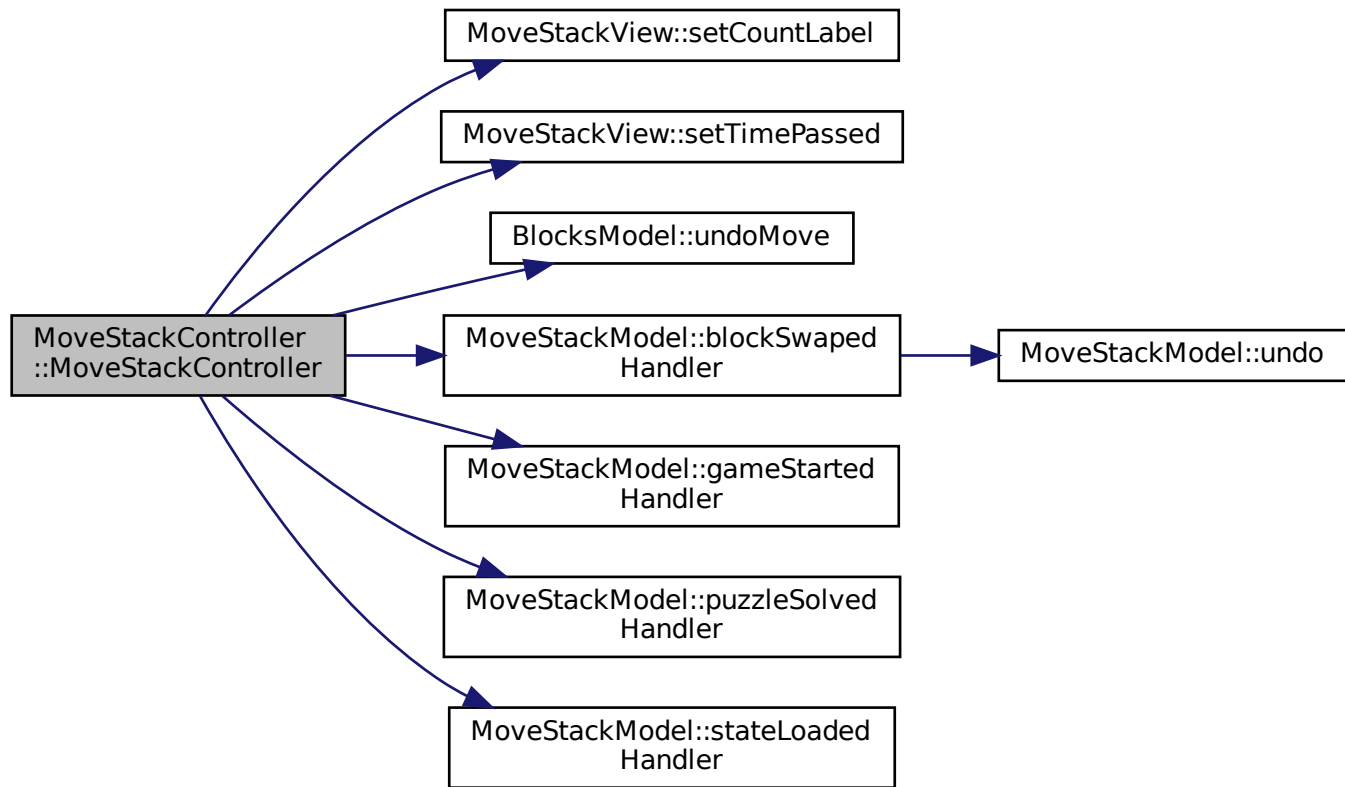 MoveStackView::setCountLabel
MoveStackView::setTimePassed
BlocksModel::undoMove
MoveStackController
::MoveStackController
MoveStackModel::blockSwaped
Handler
MoveStackModel::undo
MoveStackModel::gameStarted
Handler
MoveStackModel::puzzleSolved
Handler
MoveStackModel::stateLoaded
Handler